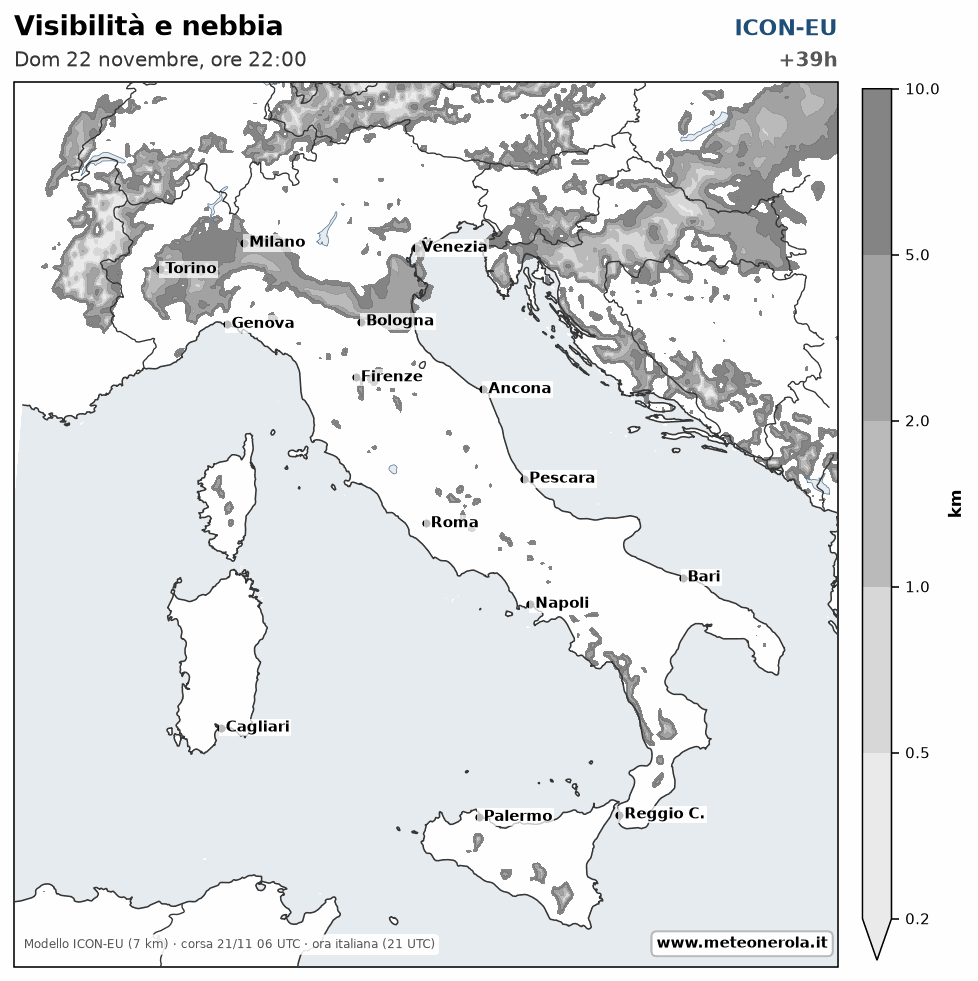 Visibilità e nebbia
ICON-EU
Dom 22 novembre, ore 22:00
+39h
10.0
5.0
2.0
1.0
0.5
0.2
km
Milano
Venezia
Torino
Genova
Bologna
Firenze
Ancona
Pescara
Roma
Bari
Napoli
Cagliari
Palermo
Reggio C.
Modello ICON-EU (7 km) · corsa 21/11 06 UTC · ora italiana (21 UTC)
www.meteonerola.it